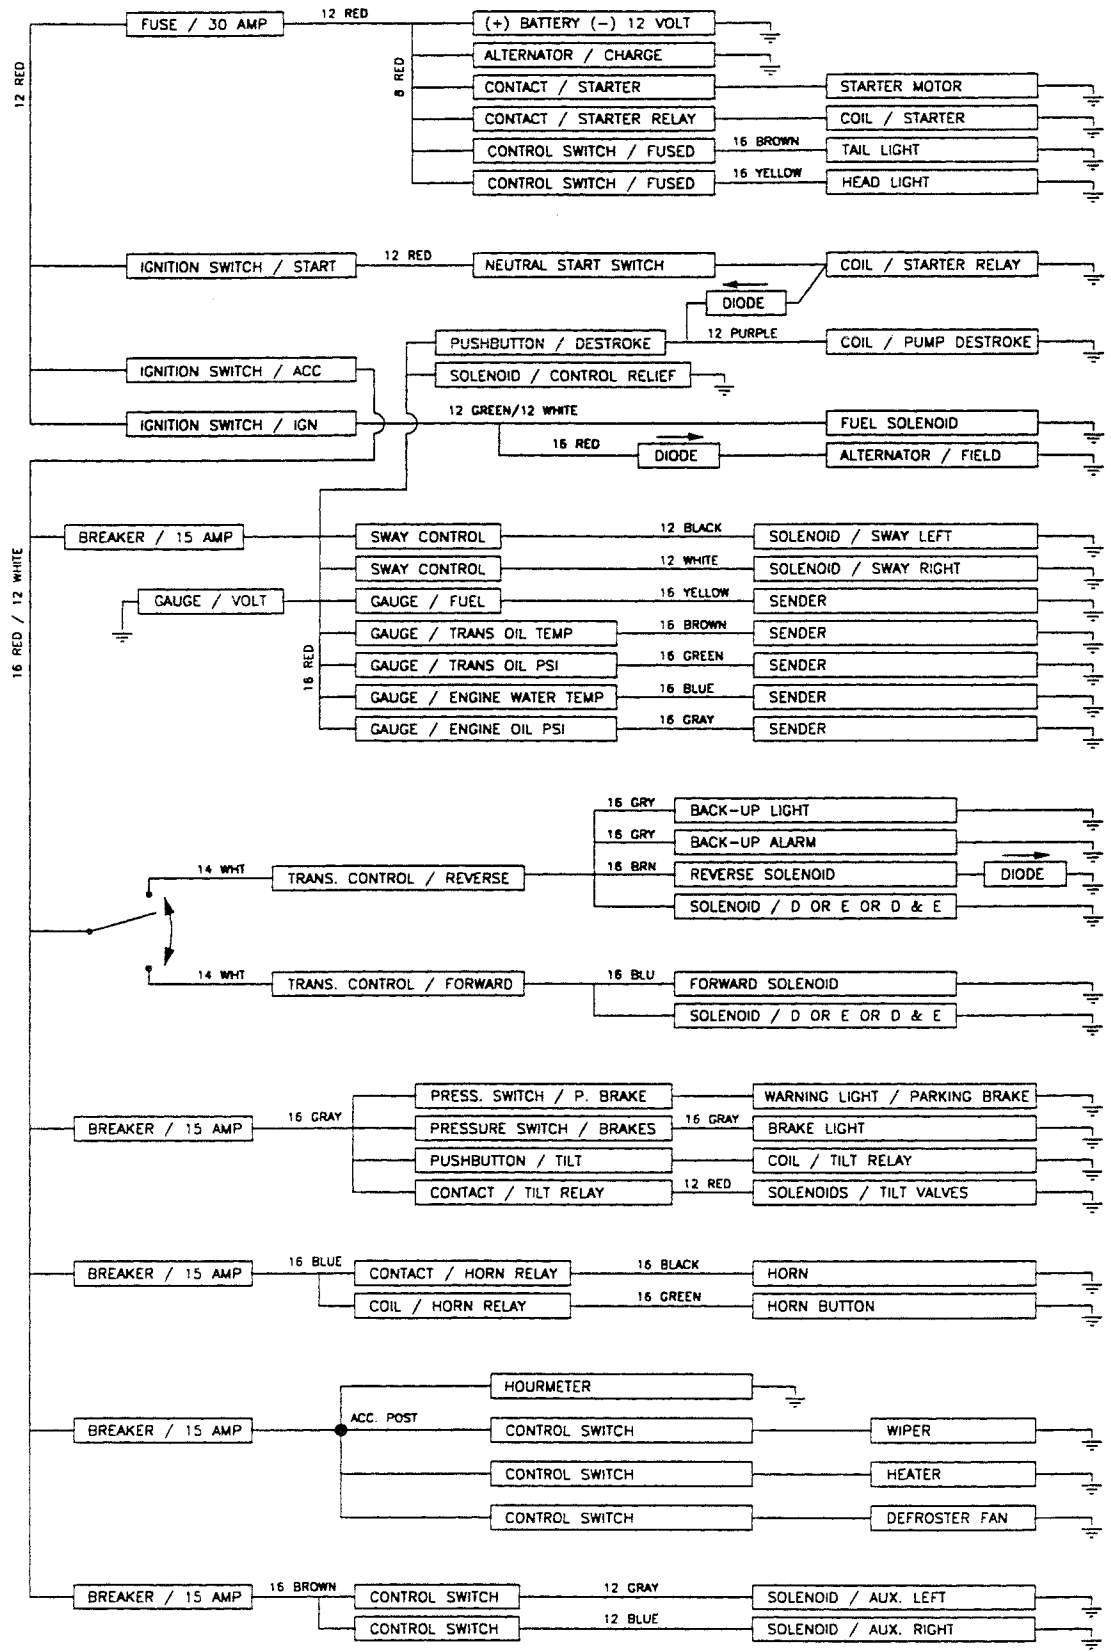 12 RED
FUSE / 30 AMP
12 RED
8 RED
(+) BATTERY (-) 12 VOLT
ALTERNATOR / CHARGE
CONTACT / STARTER
STARTER MOTOR
CONTACT / STARTER RELAY
COIL / STARTER
CONTROL SWITCH / FUSED
16 BROWN
TAIL LIGHT
CONTROL SWITCH / FUSED
16 YELLOW
HEAD LIGHT
IGNITION SWITCH / START
12 RED
NEUTRAL START SWITCH
COIL / STARTER RELAY
DIODE
PUSHBUTTON / DESTROKE
12 PURPLE
COIL / PUMP DESTROKE
IGNITION SWITCH / ACC
SOLENOID / CONTROL RELIEF
IGNITION SWITCH / IGN
12 GREEN/12 WHITE
FUEL SOLENOID
16 RED
DIODE
ALTERNATOR / FIELD
16 RED / 12 WHITE
BREAKER / 15 AMP
SWAY CONTROL
12 BLACK
SOLENOID / SWAY LEFT
SWAY CONTROL
12 WHITE
SOLENOID / SWAY RIGHT
GAUGE / VOLT
GAUGE / FUEL
16 YELLOW
SENDER
16 RED
GAUGE / TRANS OIL TEMP
16 BROWN
SENDER
GAUGE / TRANS OIL PSI
16 GREEN
SENDER
GAUGE / ENGINE WATER TEMP
16 BLUE
SENDER
GAUGE / ENGINE OIL PSI
16 GRAY
SENDER
16 GRY
BACK-UP LIGHT
16 GRY
BACK-UP ALARM
14 WHT
TRANS. CONTROL / REVERSE
16 BRN
REVERSE SOLENOID
DIODE
SOLENOID / D OR E OR D & E
14 WHT
TRANS. CONTROL / FORWARD
16 BLU
FORWARD SOLENOID
SOLENOID / D OR E OR D & E
PRESS. SWITCH / P. BRAKE
WARNING LIGHT / PARKING BRAKE
BREAKER / 15 AMP
16 GRAY
PRESSURE SWITCH / BRAKES
16 GRAY
BRAKE LIGHT
PUSHBUTTON / TILT
COIL / TILT RELAY
CONTACT / TILT RELAY
12 RED
SOLENOIDS / TILT VALVES
BREAKER / 15 AMP
16 BLUE
CONTACT / HORN RELAY
16 BLACK
HORN
COIL / HORN RELAY
16 GREEN
HORN BUTTON
HOURMETER
BREAKER / 15 AMP
ACC. POST
CONTROL SWITCH
WIPER
CONTROL SWITCH
HEATER
CONTROL SWITCH
DEFROSTER FAN
BREAKER / 15 AMP
16 BROWN
CONTROL SWITCH
12 GRAY
SOLENOID / AUX. LEFT
CONTROL SWITCH
12 BLUE
SOLENOID / AUX. RIGHT